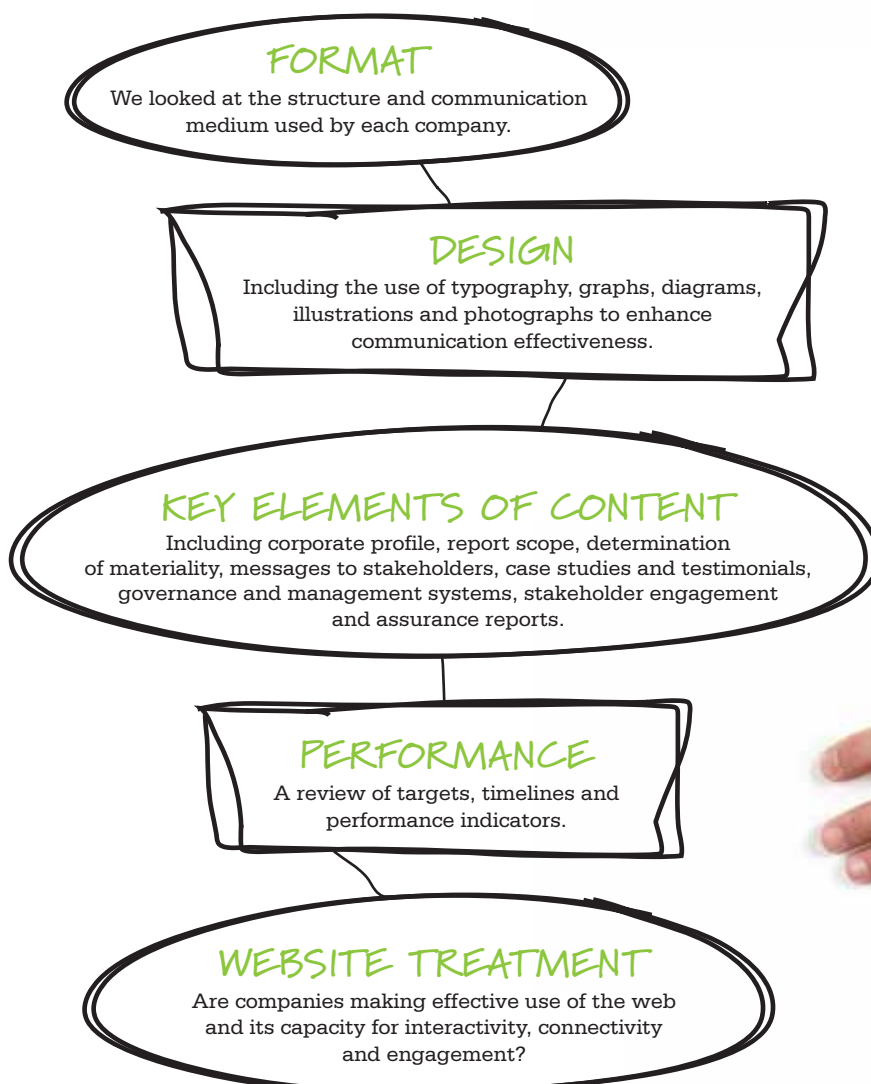 FORMAT
We looked at the structure and communication
medium used by each company.
DESIGN
Including the use of typography, graphs, diagrams,
illustrations and photographs to enhance
communication effectiveness.
KEY ELEMENTS OF CONTENT
Including corporate profile, report scope, determination
of materiality, messages to stakeholders, case studies and testimonials,
governance and management systems, stakeholder engagement
and assurance reports.
PERFORMANCE
A review of targets, timelines and
performance indicators.
WEBSITE TREATMENT
Are companies making effective use of the web
and its capacity for interactivity, connectivity
and engagement?